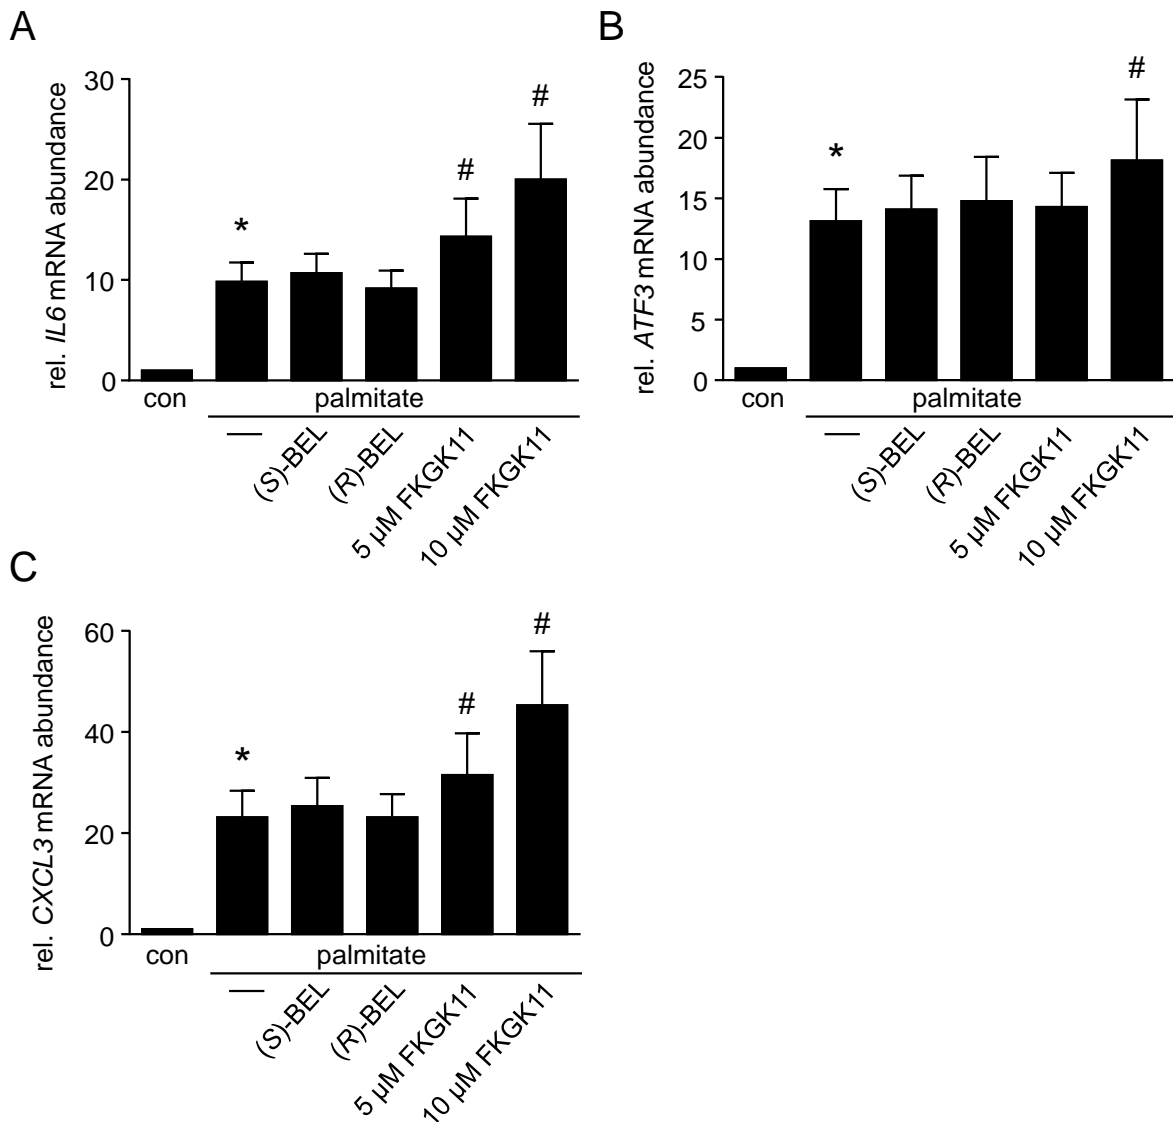 A
rel. IL6 mRNA abundance
30
20
10
0
*
#
#
con
palmitate
—
(S)-BEL
(R)-BEL
5 µM FKGK11
10 µM FKGK11
B
rel. ATF3 mRNA abundance
25
20
15
10
5
0
*
#
con
palmitate
—
(S)-BEL
(R)-BEL
5 µM FKGK11
10 µM FKGK11
C
rel. CXCL3 mRNA abundance
60
40
20
0
*
#
#
con
palmitate
—
(S)-BEL
(R)-BEL
5 µM FKGK11
10 µM FKGK11